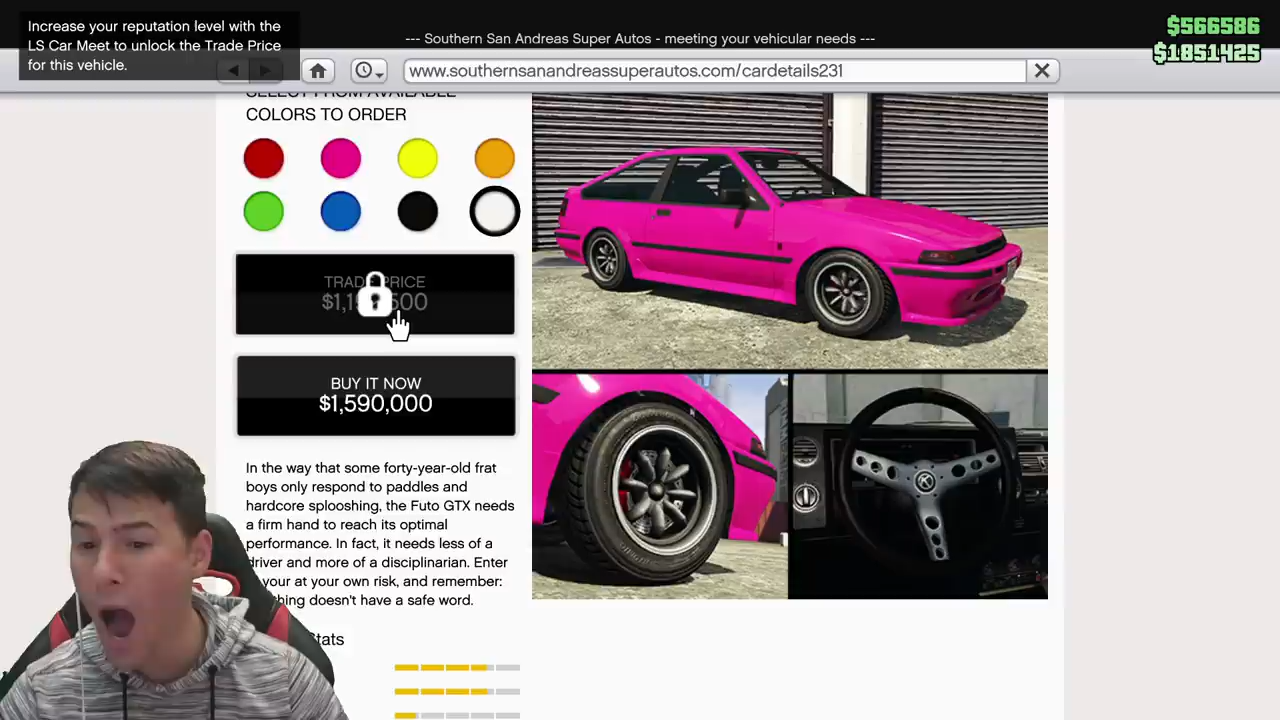 Increase your reputation level with the
LS Car Meet to unlock the Trade Price
for this vehicle.
$566586
$1851425
--- Southern San Andreas Super Autos - meeting your vehicular needs ---
www.southernsanandreassuperautos.com/cardetails231
SELECT FROM AVAILABLE
COLORS TO ORDER
TRADE PRICE
BUY IT NOW
$1,590,000
In the way that some forty-year-old frat
boys only respond to paddles and
hardcore splooshing, the Futo GTX needs
a firm hand to reach its optimal
performance. In fact, it needs less of a
driver and more of a disciplinarian. Enter
your at your own risk, and remember:
doesn't have a safe word.
Stats